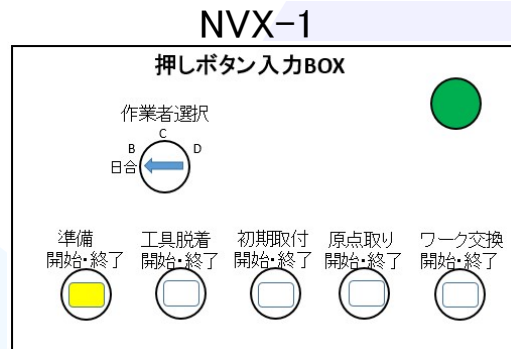 NVX-1
押しボタン入力BOX
作業者選択
C
B D
日合
準備 工具脱着 初期取付 原点取り ワーク交換
開始・終了 開始・終了 開始・終了 開始・終了 開始・終了